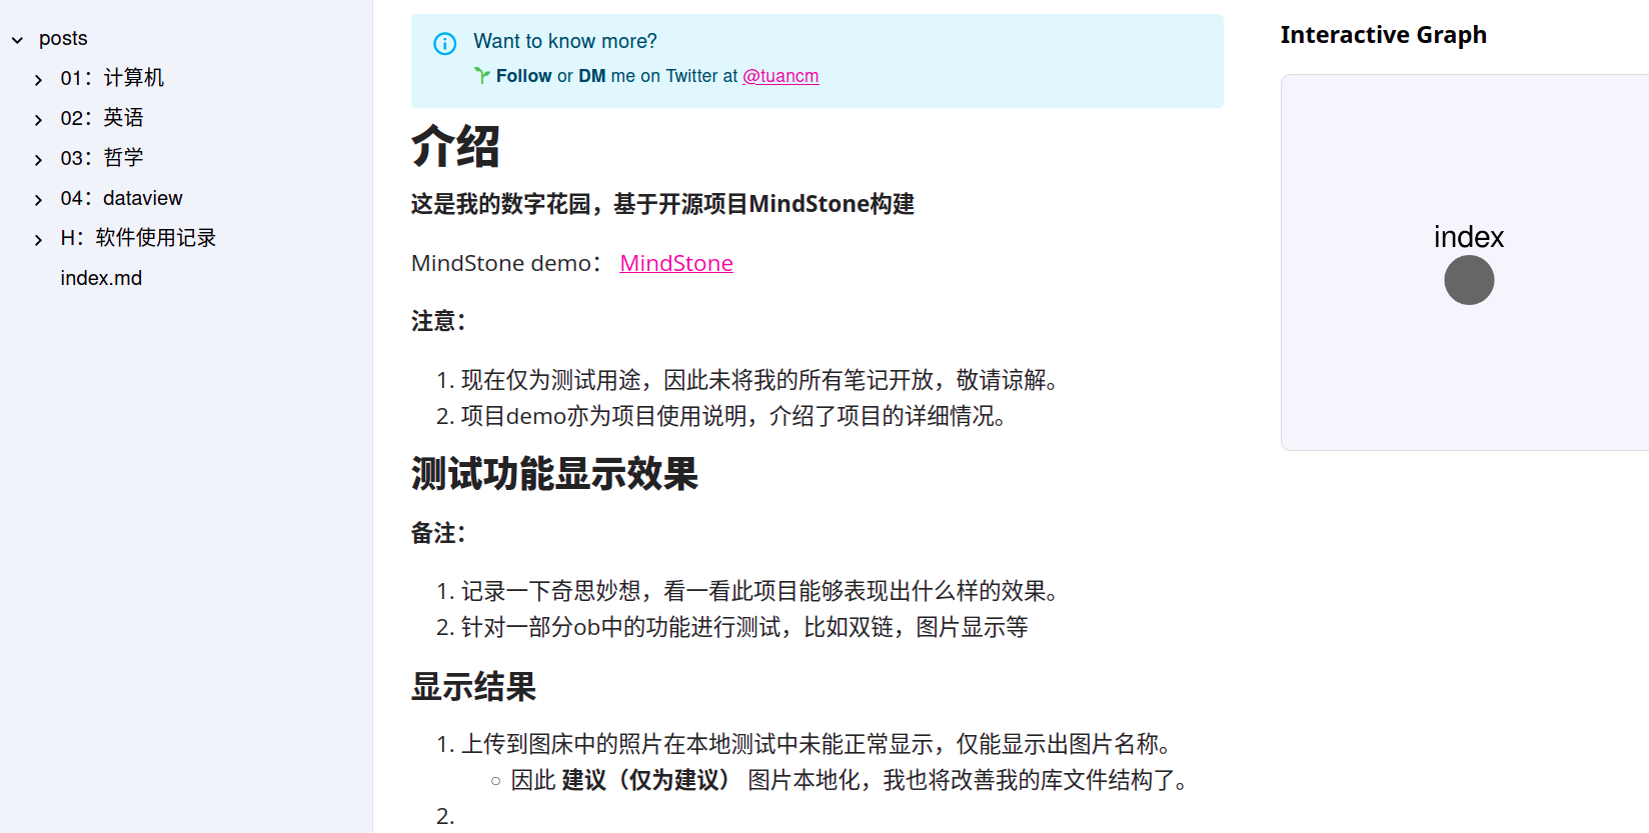 posts
01：计算机
02：英语
03：哲学
04：dataview
H：软件使用记录
index.md
Want to know more?
Follow or DM me on Twitter at @tuancm
介绍
这是我的数字花园，基于开源项目MindStone构建
MindStone demo： MindStone
注意：
1. 现在仅为测试用途，因此未将我的所有笔记开放，敬请谅解。
2. 项目demo亦为项目使用说明，介绍了项目的详细情况。
测试功能显示效果
备注：
1. 记录一下奇思妙想，看一看此项目能够表现出什么样的效果。
2. 针对一部分ob中的功能进行测试，比如双链，图片显示等
显示结果
1. 上传到图床中的照片在本地测试中未能正常显示，仅能显示出图片名称。
○ 因此 建议（仅为建议） 图片本地化，我也将改善我的库文件结构了。
2.
Interactive Graph
index